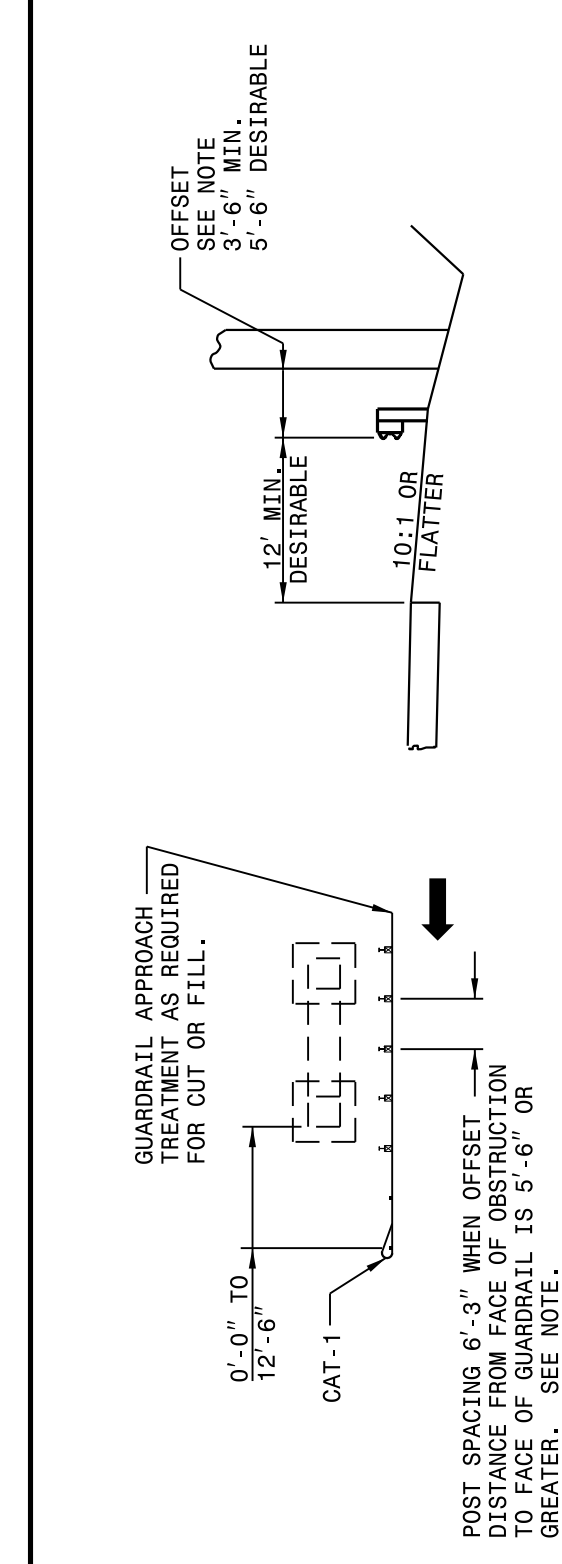 OFFSET
SEE NOTE
3'-6" MIN.
5'-6" DESIRABLE
12' MIN.
DESIRABLE
10:1 OR
FLATTER
GUARDRAIL APPROACH
TREATMENT AS REQUIRED
FOR CUT OR FILL.
0'-0" TO
12'-6"
CAT-1
POST SPACING 6'-3" WHEN OFFSET
DISTANCE FROM FACE OF OBSTRUCTION
TO FACE OF GUARDRAIL IS 5'-6" OR
GREATER. SEE NOTE.